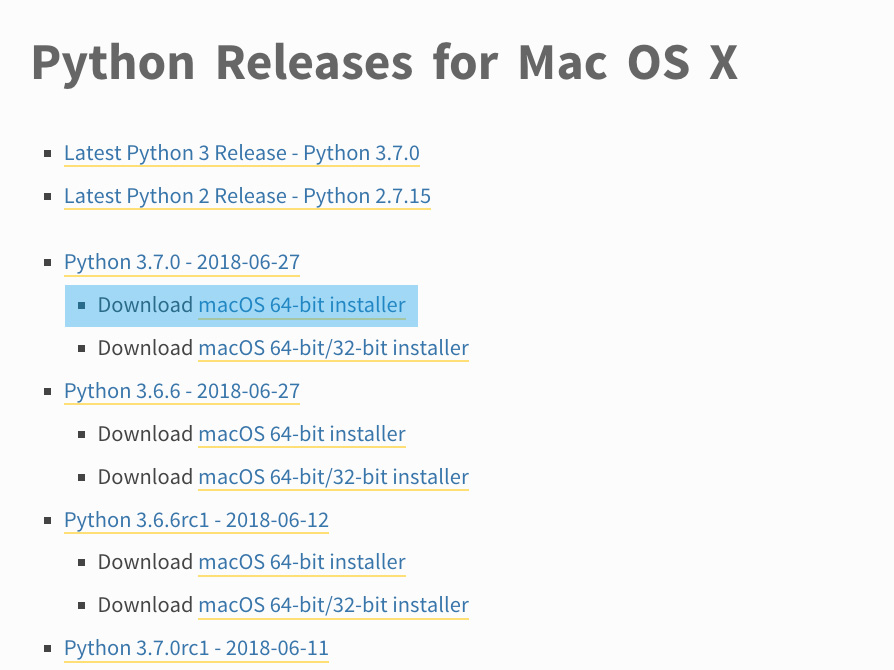 Python Releases for Mac OS X
Latest Python 3 Release - Python 3.7.0
Latest Python 2 Release - Python 2.7.15
Python 3.7.0 - 2018-06-27
Download macOS 64-bit installer
Download macOS 64-bit/32-bit installer
Python 3.6.6 - 2018-06-27
Download macOS 64-bit installer
Download macOS 64-bit/32-bit installer
Python 3.6.6rc1 - 2018-06-12
Download macOS 64-bit installer
Download macOS 64-bit/32-bit installer
Python 3.7.0rc1 - 2018-06-11